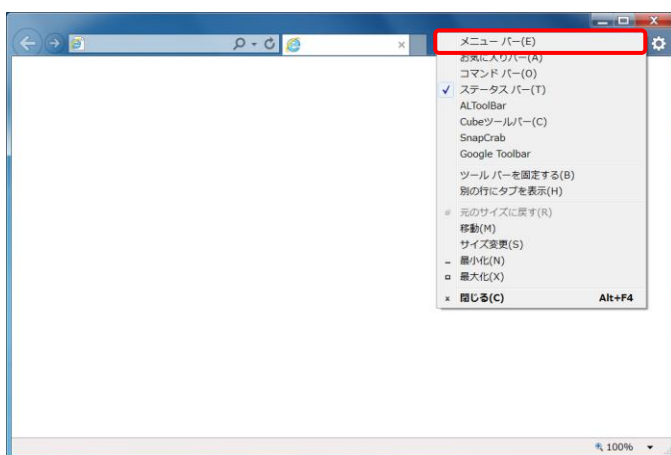 メニュー バー(E)
お気に入りバー(A)
コマンド バー(O)
ステータス バー(T)
ALToolBar
Cubeツールバー(C)
SnapCrab
Google Toolbar
ツール バーを固定する(B)
別の行にタブを表示(H)
元のサイズに戻す(R)
移動(M)
サイズ変更(S)
最小化(N)
最大化(X)
閉じる(C) Alt+F4
100%